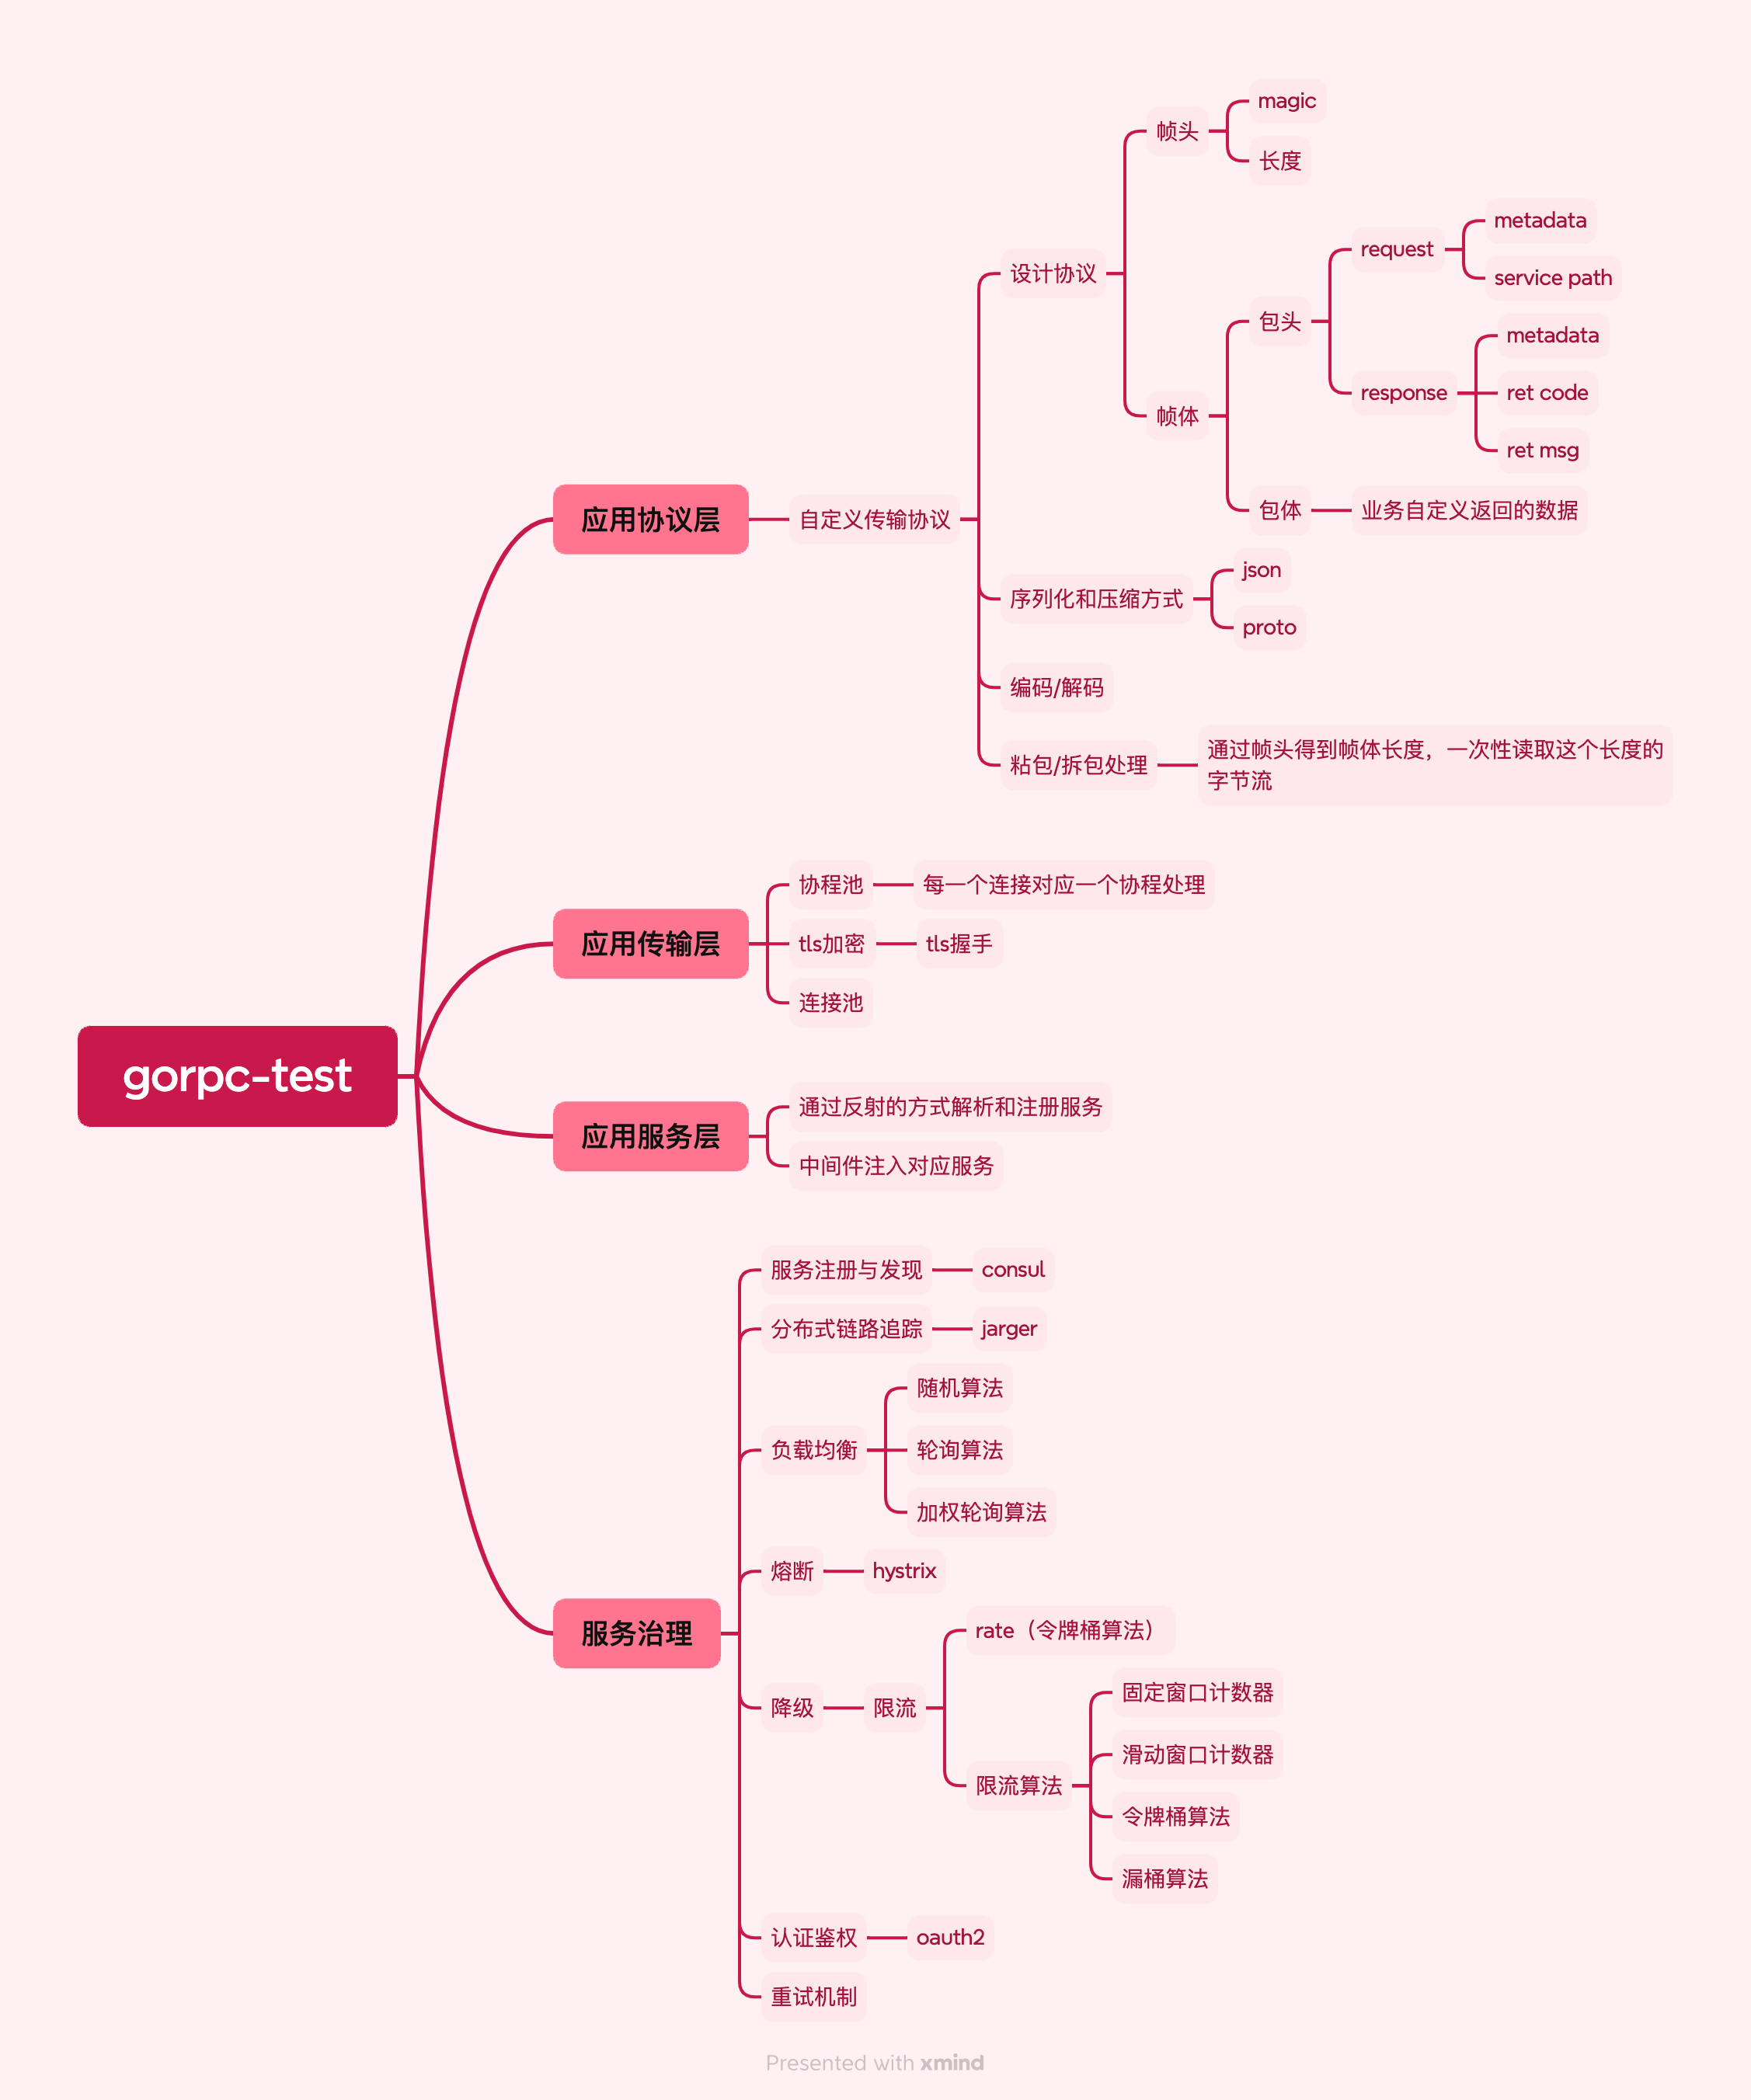 gorpc-test
应用协议层
自定义传输协议
设计协议
帧头
magic
长度
帧体
包头
request
metadata
service path
response
metadata
ret code
ret msg
包体
业务自定义返回的数据
序列化和压缩方式
json
proto
编码/解码
粘包/拆包处理
通过帧头得到帧体长度，一次性读取这个长度的
字节流
应用传输层
协程池
每一个连接对应一个协程处理
tls加密
tls握手
连接池
应用服务层
通过反射的方式解析和注册服务
中间件注入对应服务
服务治理
服务注册与发现
consul
分布式链路追踪
jarger
负载均衡
随机算法
轮询算法
加权轮询算法
熔断
hystrix
降级
限流
rate（令牌桶算法）
限流算法
固定窗口计数器
滑动窗口计数器
令牌桶算法
漏桶算法
认证鉴权
oauth2
重试机制
Presented with xmind